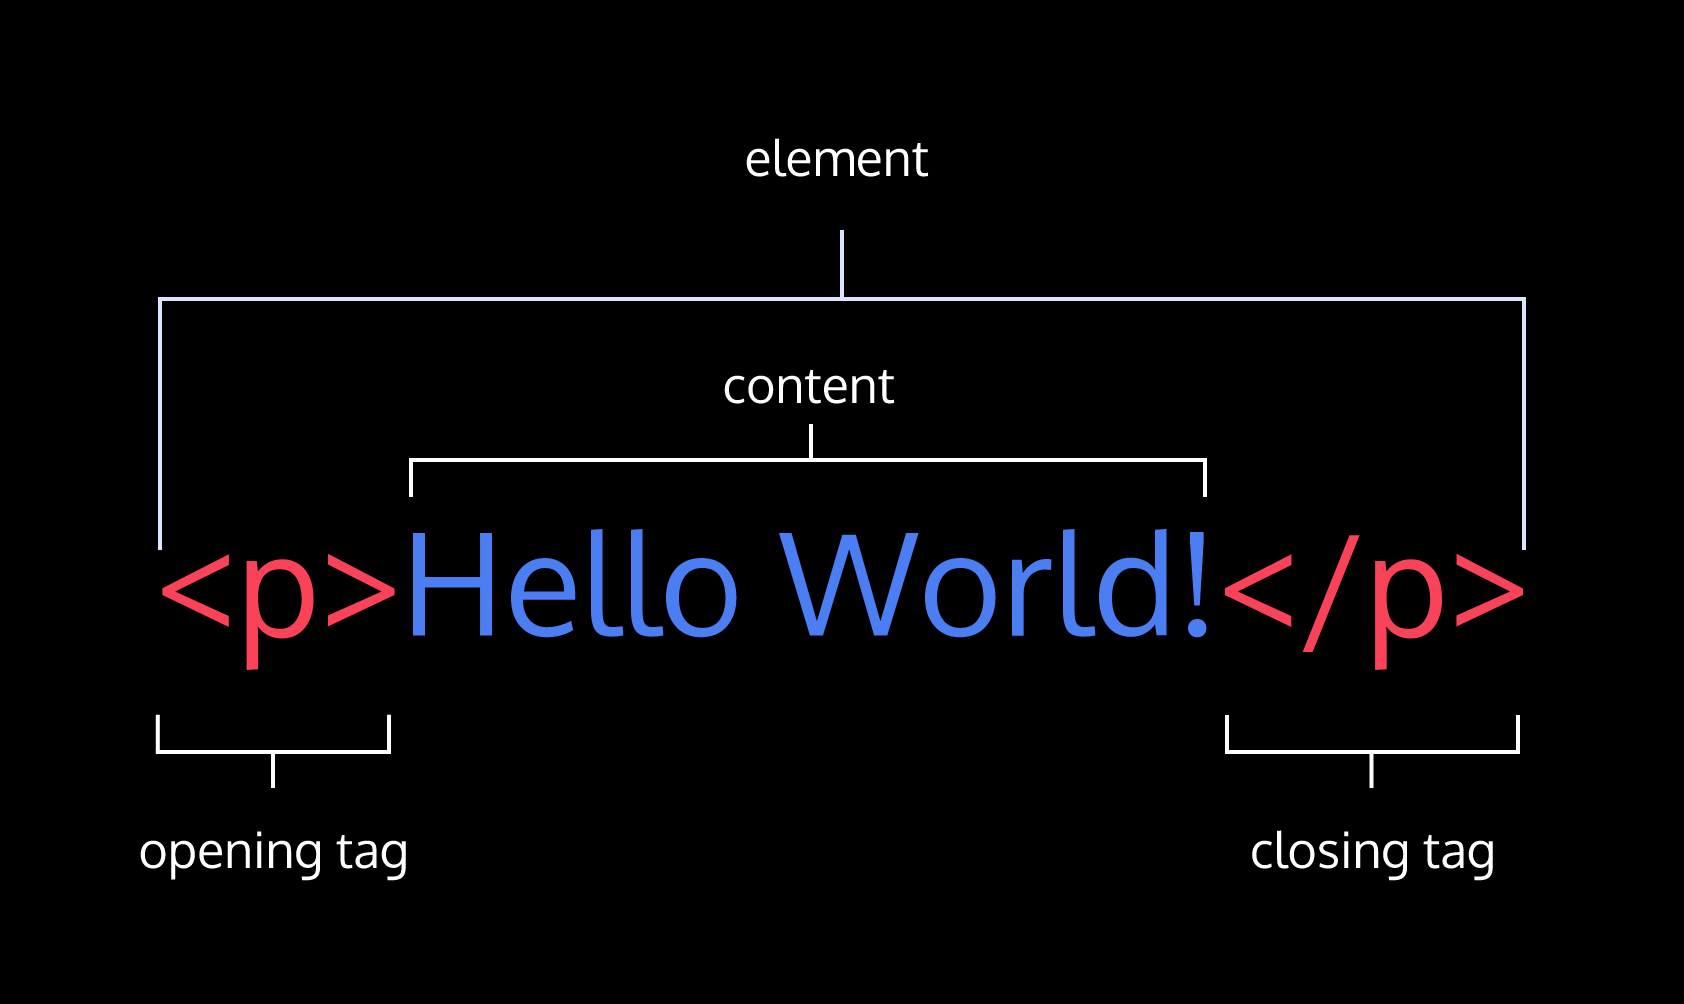 element
content
<p>Hello World!</p>
opening tag
closing tag